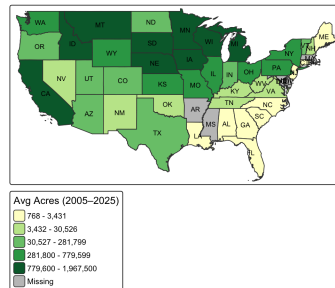 WA MT ND MN ME
OR ID SD WI MI VT NH
WY NY
NE IA PA
NV UT CO IL IN OH
CA KS MO WV VA
KY
AZ NM OK AR TN NC
TX MS AL GA SC
LA
FL
Avg Acres (2005–2025)
768 - 3,431
3,432 - 30,526
30,527 - 281,799
281,800 - 779,599
779,600 - 1,967,500
Missing